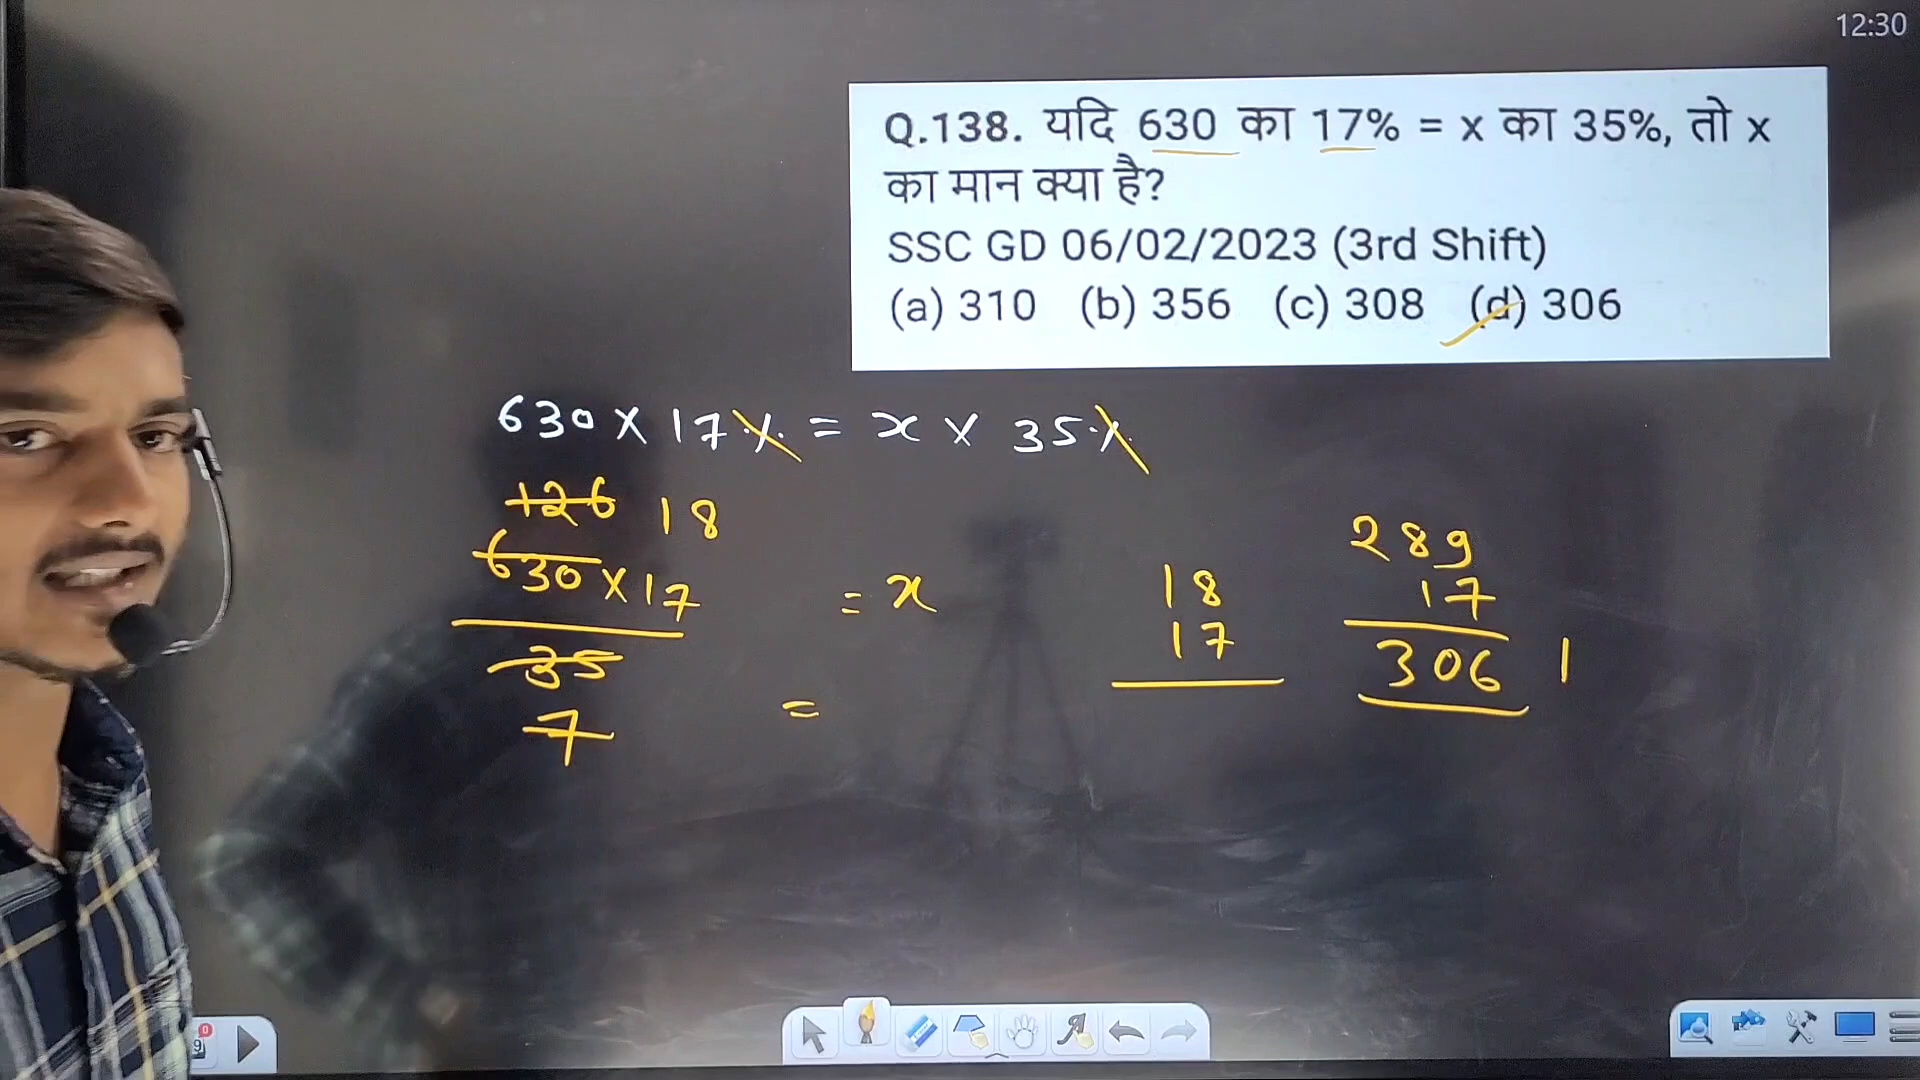 12:30
Q.138. यदि 630 का 17% = x का 35%, तो x
का मान क्या है?
SSC GD 06/02/2023 (3rd Shift)
(a) 310 (b) 356 (c) 308 (d) 306
630 x 17% = x x 35%
126 18
630 x 17 = x
35
7 =
18
17
289
17
306 1